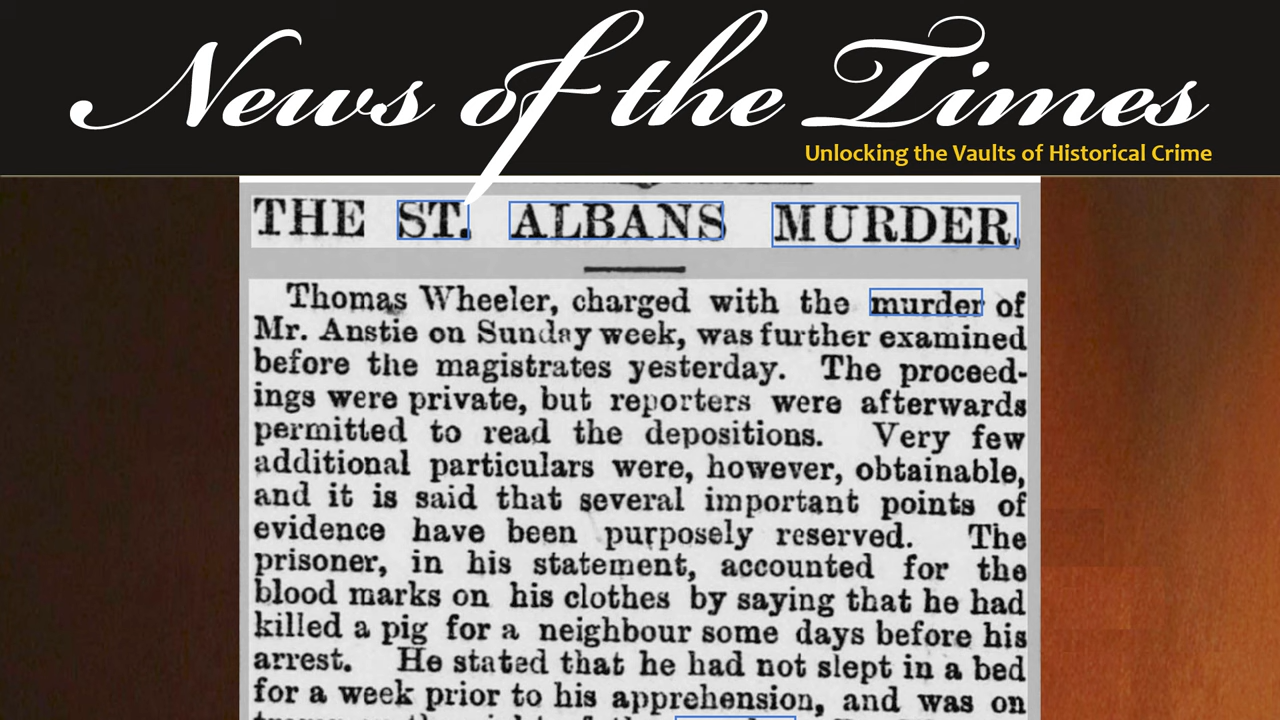 News of the Times
Unlocking the Vaults of Historical Crime
THE ST. ALBANS MURDER.
Thomas Wheeler, charged with the murder of
Mr. Anstie on Sunday week, was further examined
before the magistrates yesterday. The proceed-
ings were private, but reporters were afterwards
permitted to read the depositions. Very few
additional particulars were, however, obtainable,
and it is said that several important points of
evidence have been purposely reserved. The
prisoner, in his statement, accounted for the
blood marks on his clothes by saying that he had
killed a pig for a neighbour some days before his
arrest. He stated that he had not slept in a bed
for a week prior to his apprehension, and was on